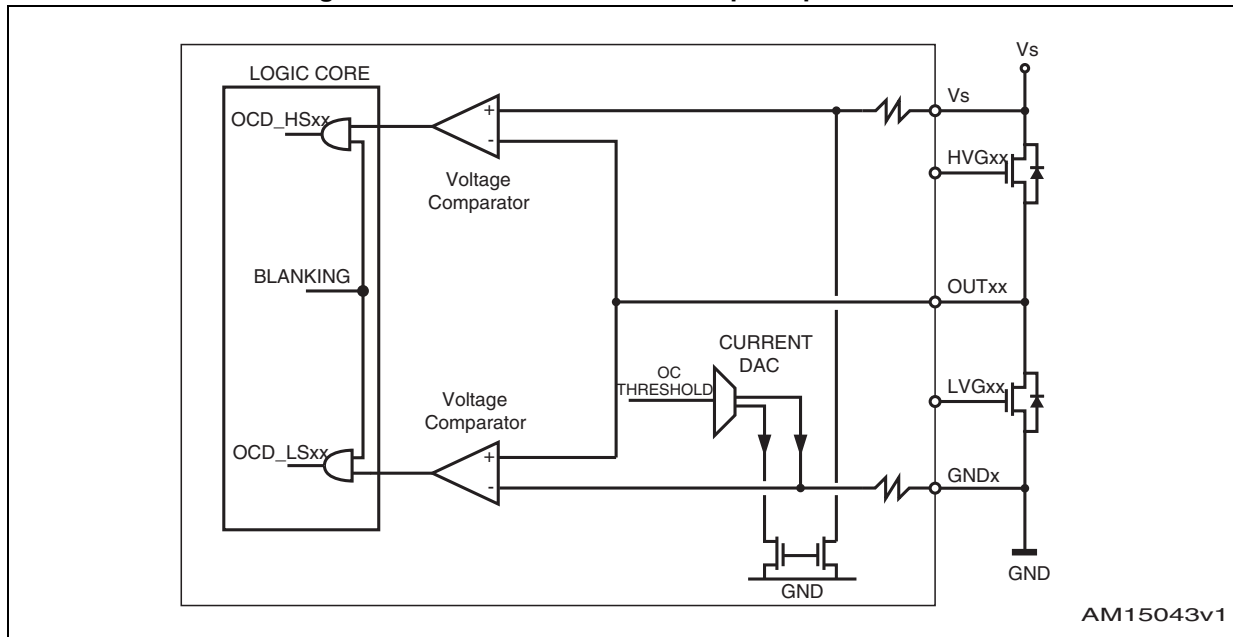 Vs
LOGIC CORE
Vs
OCD_HSxx
+
-
HVGxx
Voltage
Comparator
BLANKING
OUTxx
CURRENT
DAC
OC
THRESHOLD
LVGxx
Voltage
Comparator
OCD_LSxx
+
-
GNDx
GND
GND
AM15043v1